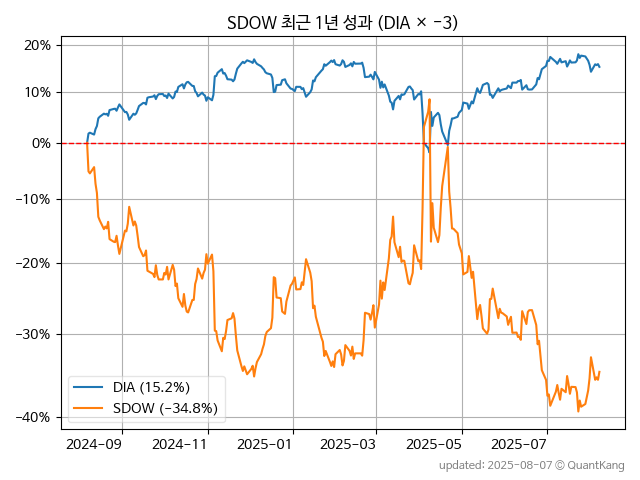 SDOW 최근 1년 성과 (DIA × −3)
20%
10%
0%
−10%
−20%
−30%
−40%
DIA (15.2%)
SDOW (−34.8%)
2024-09 2024-11 2025-01 2025-03 2025-05 2025-07
updated: 2025-08-07 © QuantKang